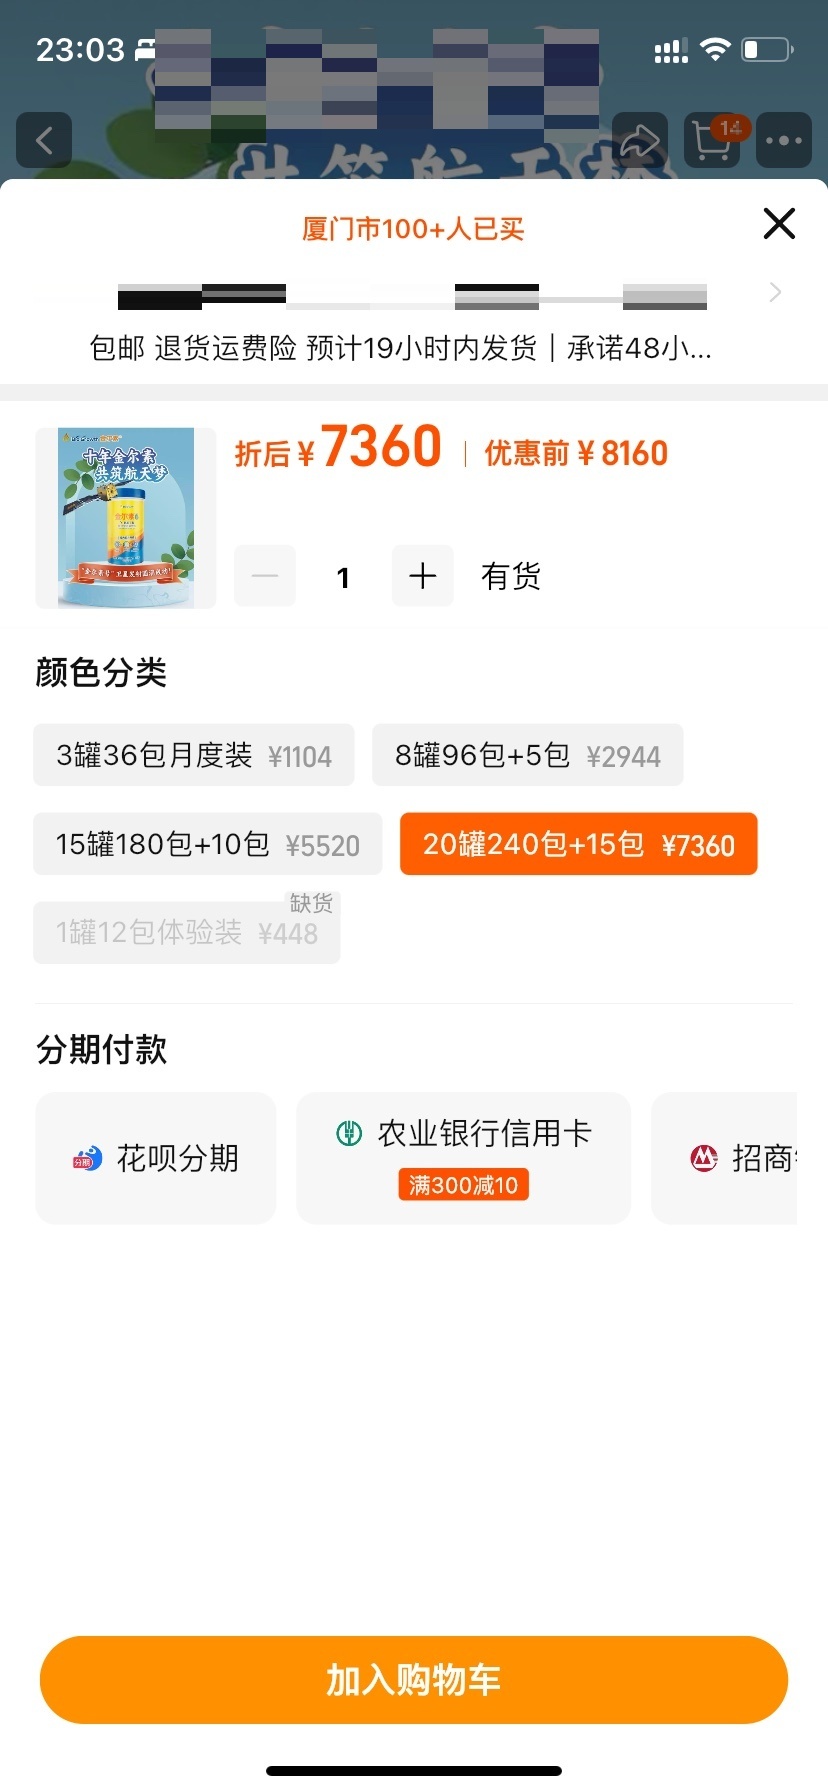 23:03
14
共筑航天梦
厦门市100+人已买
包邮 退货运费险 预计19小时内发货｜承诺48小...
十年金尔素
共筑航天梦
折后¥7360｜优惠前¥8160
1
有货
颜色分类
3罐36包月度装 ¥1104
8罐96包+5包 ¥2944
15罐180包+10包 ¥5520
20罐240包+15包 ¥7360
缺货
1罐12包体验装 ¥448
分期付款
分期
花呗分期
农业银行信用卡
满300减10
招商
加入购物车